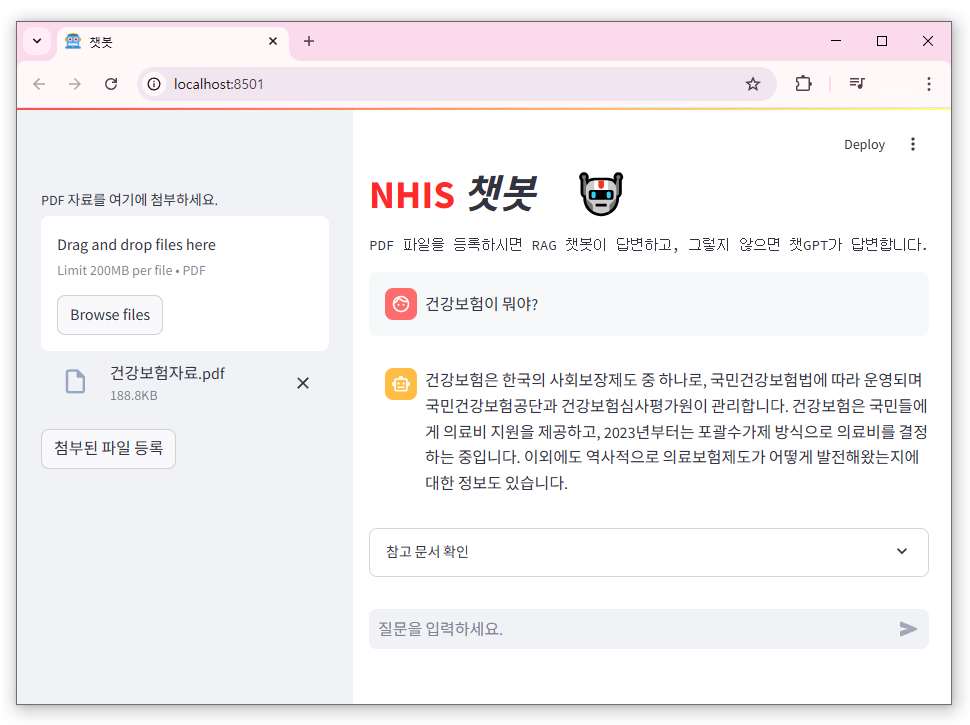 챗봇
localhost:8501
Deploy
PDF 자료를 여기에 첨부하세요.
Drag and drop files here
Limit 200MB per file • PDF
Browse files
건강보험자료.pdf
188.8KB
첨부된 파일 등록
NHIS 챗봇
PDF 파일을 등록하시면 RAG 챗봇이 답변하고, 그렇지 않으면 챗GPT가 답변합니다.
건강보험이 뭐야?
건강보험은 한국의 사회보장제도 중 하나로, 국민건강보험법에 따라 운영되며
국민건강보험공단과 건강보험심사평가원이 관리합니다. 건강보험은 국민들에
게 의료비 지원을 제공하고, 2023년부터는 포괄수가제 방식으로 의료비를 결정
하는 중입니다. 이외에도 역사적으로 의료보험제도가 어떻게 발전해왔는지에
대한 정보도 있습니다.
참고 문서 확인
질문을 입력하세요.